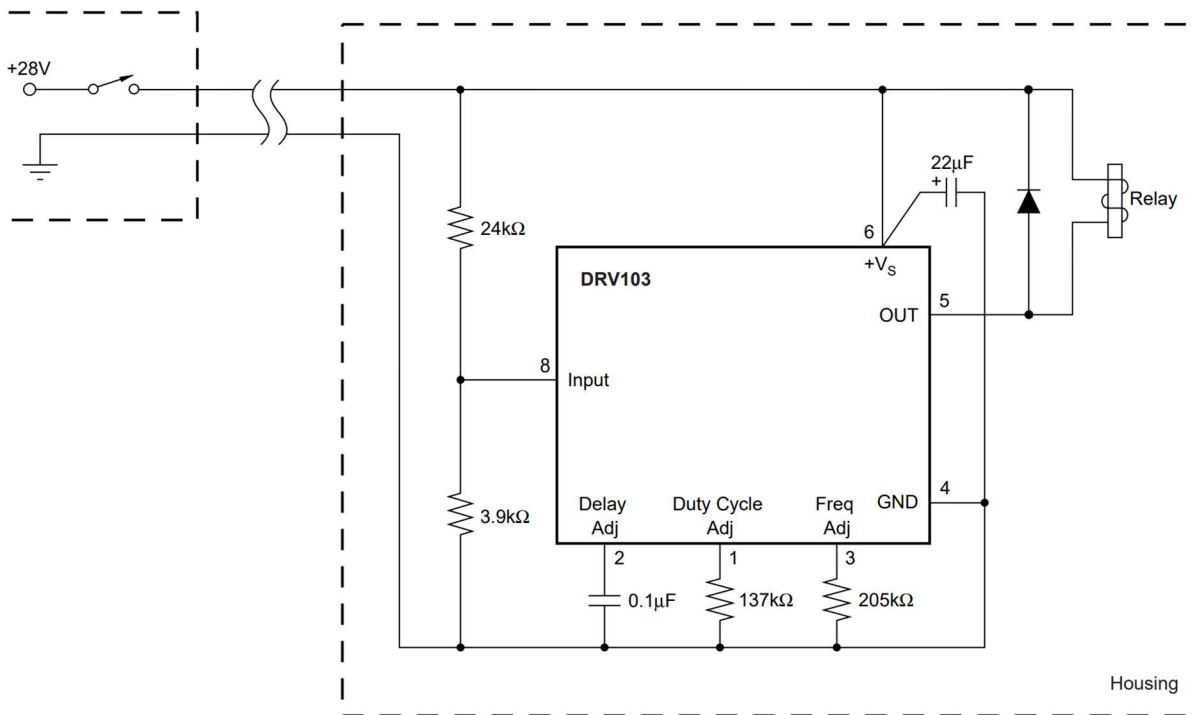 +28V
22μF
+
Relay
24kΩ
6
+V_S
DRV103
5
OUT
8
Input
3.9kΩ
4
GND
Delay
Adj
Duty Cycle
Adj
Freq
Adj
2
1
3
0.1μF
137kΩ
205kΩ
Housing